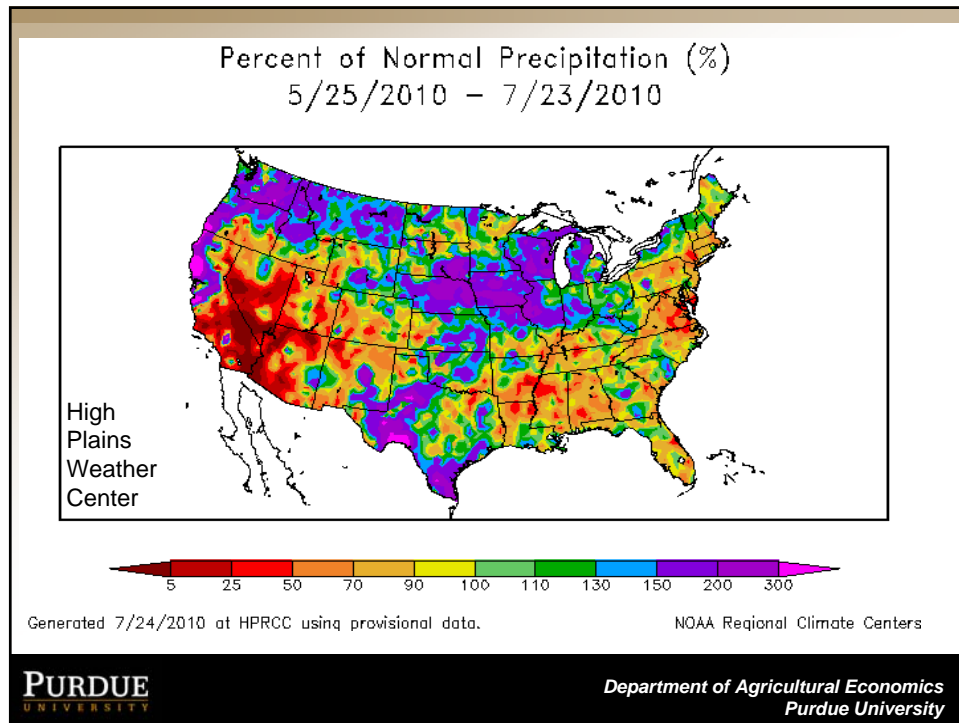 Percent of Normal Precipitation (%)
5/25/2010 – 7/23/2010
High
Plains
Weather
Center
5 25 50 70 90 100 110 130 150 200 300
Generated 7/24/2010 at HPRCC using provisional data.
NOAA Regional Climate Centers
PURDUE
UNIVERSITY
Department of Agricultural Economics
Purdue University